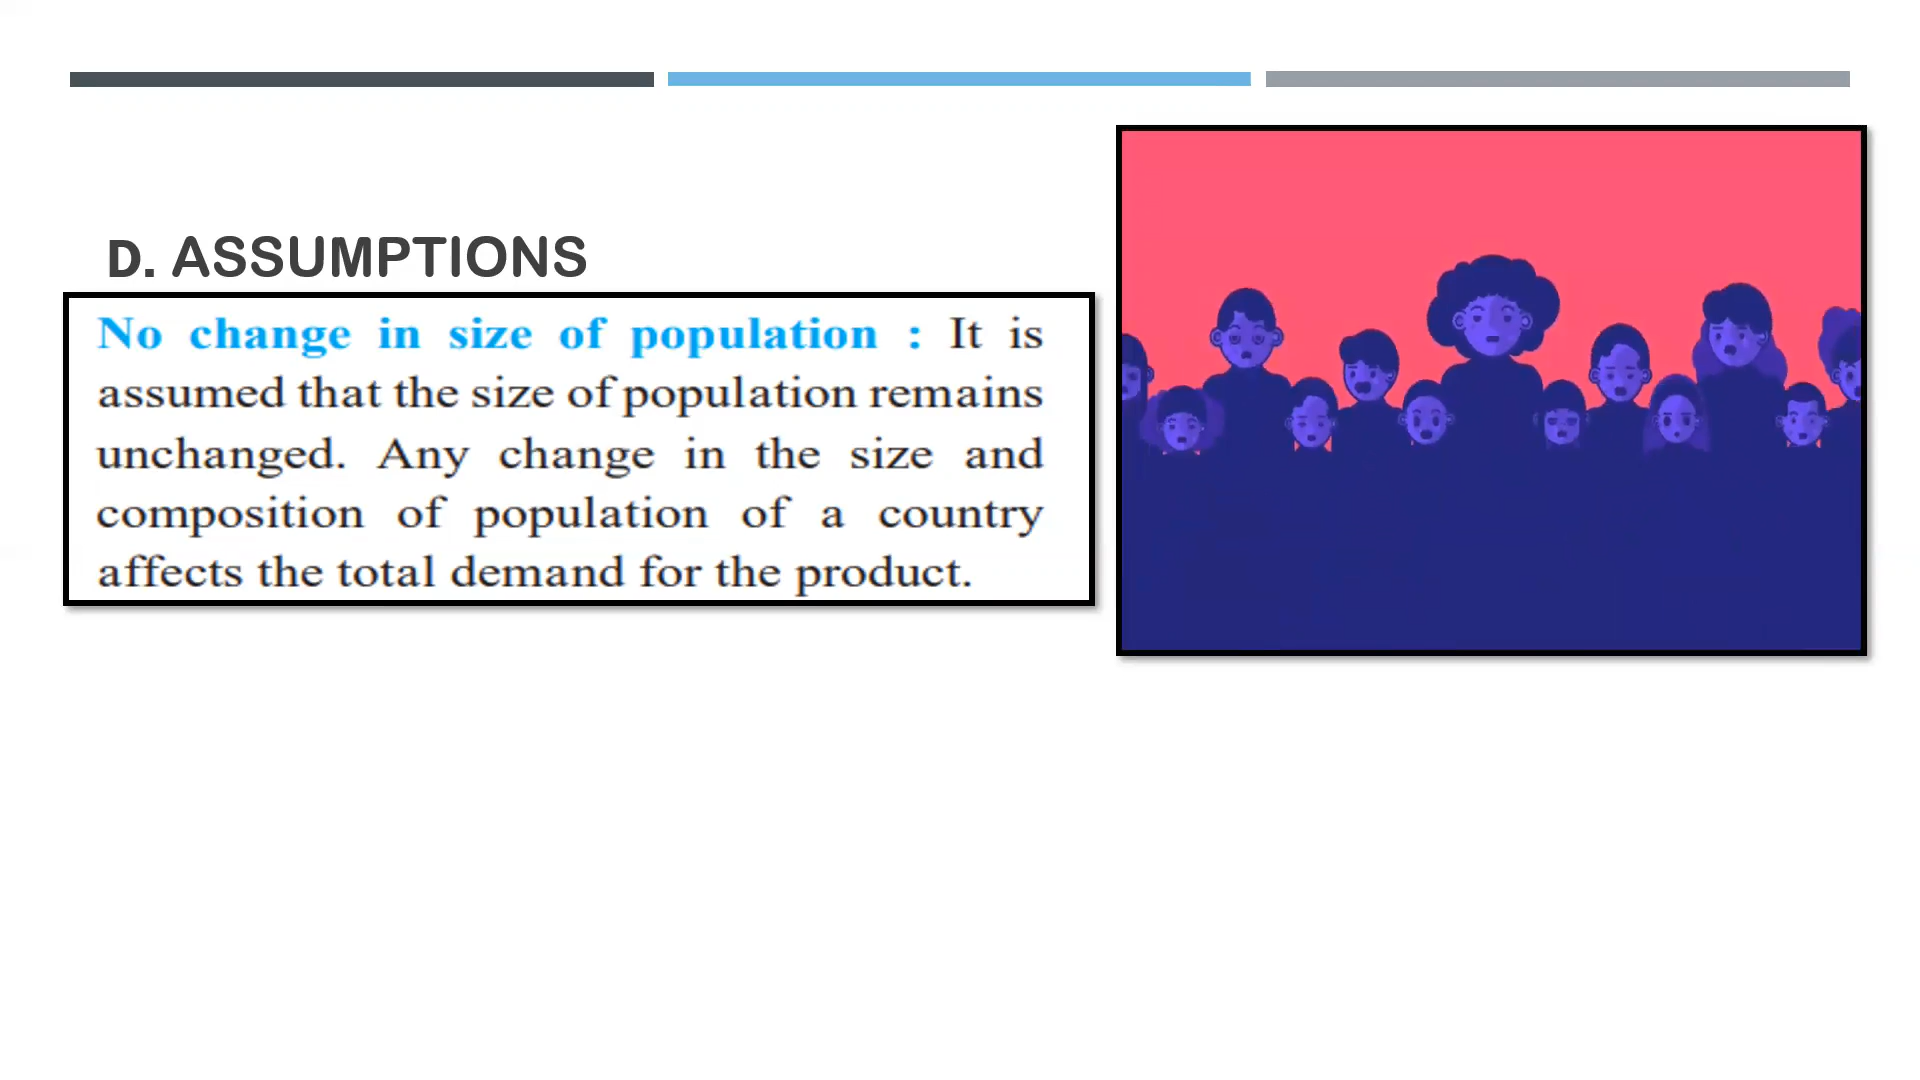 D. ASSUMPTIONS
No change in size of population : It is
assumed that the size of population remains
unchanged. Any change in the size and
composition of population of a country
affects the total demand for the product.